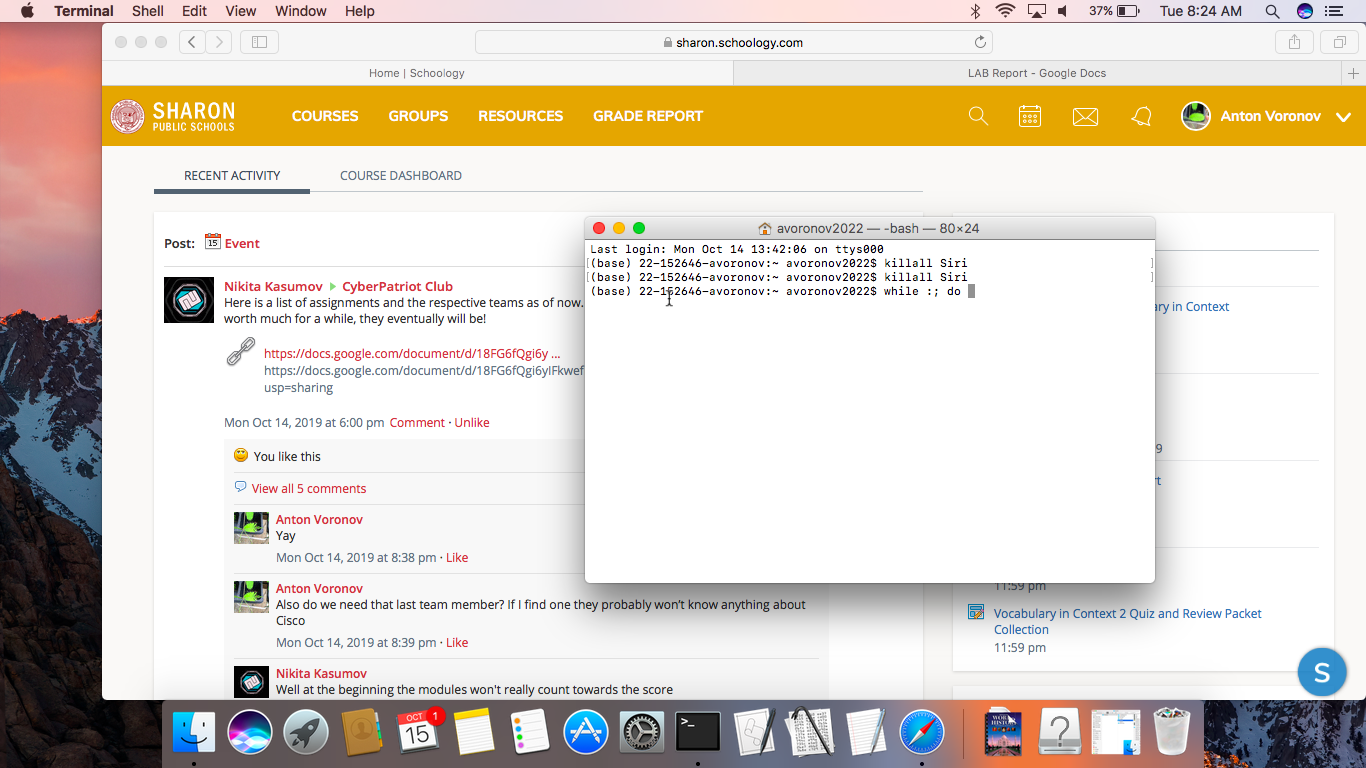 Terminal Shell Edit View Window Help 37% Tue 8:24 AM
sharon.schoology.com
Home | Schoology LAB Report - Google Docs
SHARON
PUBLIC SCHOOLS
COURSES GROUPS RESOURCES GRADE REPORT Anton Voronov
RECENT ACTIVITY COURSE DASHBOARD
Post: 15 Event
Nikita Kasumov CyberPatriot Club
Here is a list of assignments and the respective teams as of now.
worth much for a while, they eventually will be!
https://docs.google.com/document/d/18FG6fQgi6y ...
https://docs.google.com/document/d/18FG6fQgi6yIFkwef
usp=sharing
Mon Oct 14, 2019 at 6:00 pm Comment · Unlike
You like this
View all 5 comments
Anton Voronov
Yay
Mon Oct 14, 2019 at 8:38 pm · Like
Anton Voronov
Also do we need that last team member? If I find one they probably won't know anything about
Cisco
Mon Oct 14, 2019 at 8:39 pm · Like
Nikita Kasumov
Well at the beginning the modules won't really count towards the score
avoronov2022 — -bash — 80×24
Last login: Mon Oct 14 13:42:06 on ttys000
[(base) 22-152646-avoronov:~ avoronov2022$ killall Siri ]
[(base) 22-152646-avoronov:~ avoronov2022$ killall Siri ]
(base) 22-152646-avoronov:~ avoronov2022$ while :; do
in Context
9
11:59 pm
Vocabulary in Context 2 Quiz and Review Packet
Collection
11:59 pm
S
OCT 1
15
>_